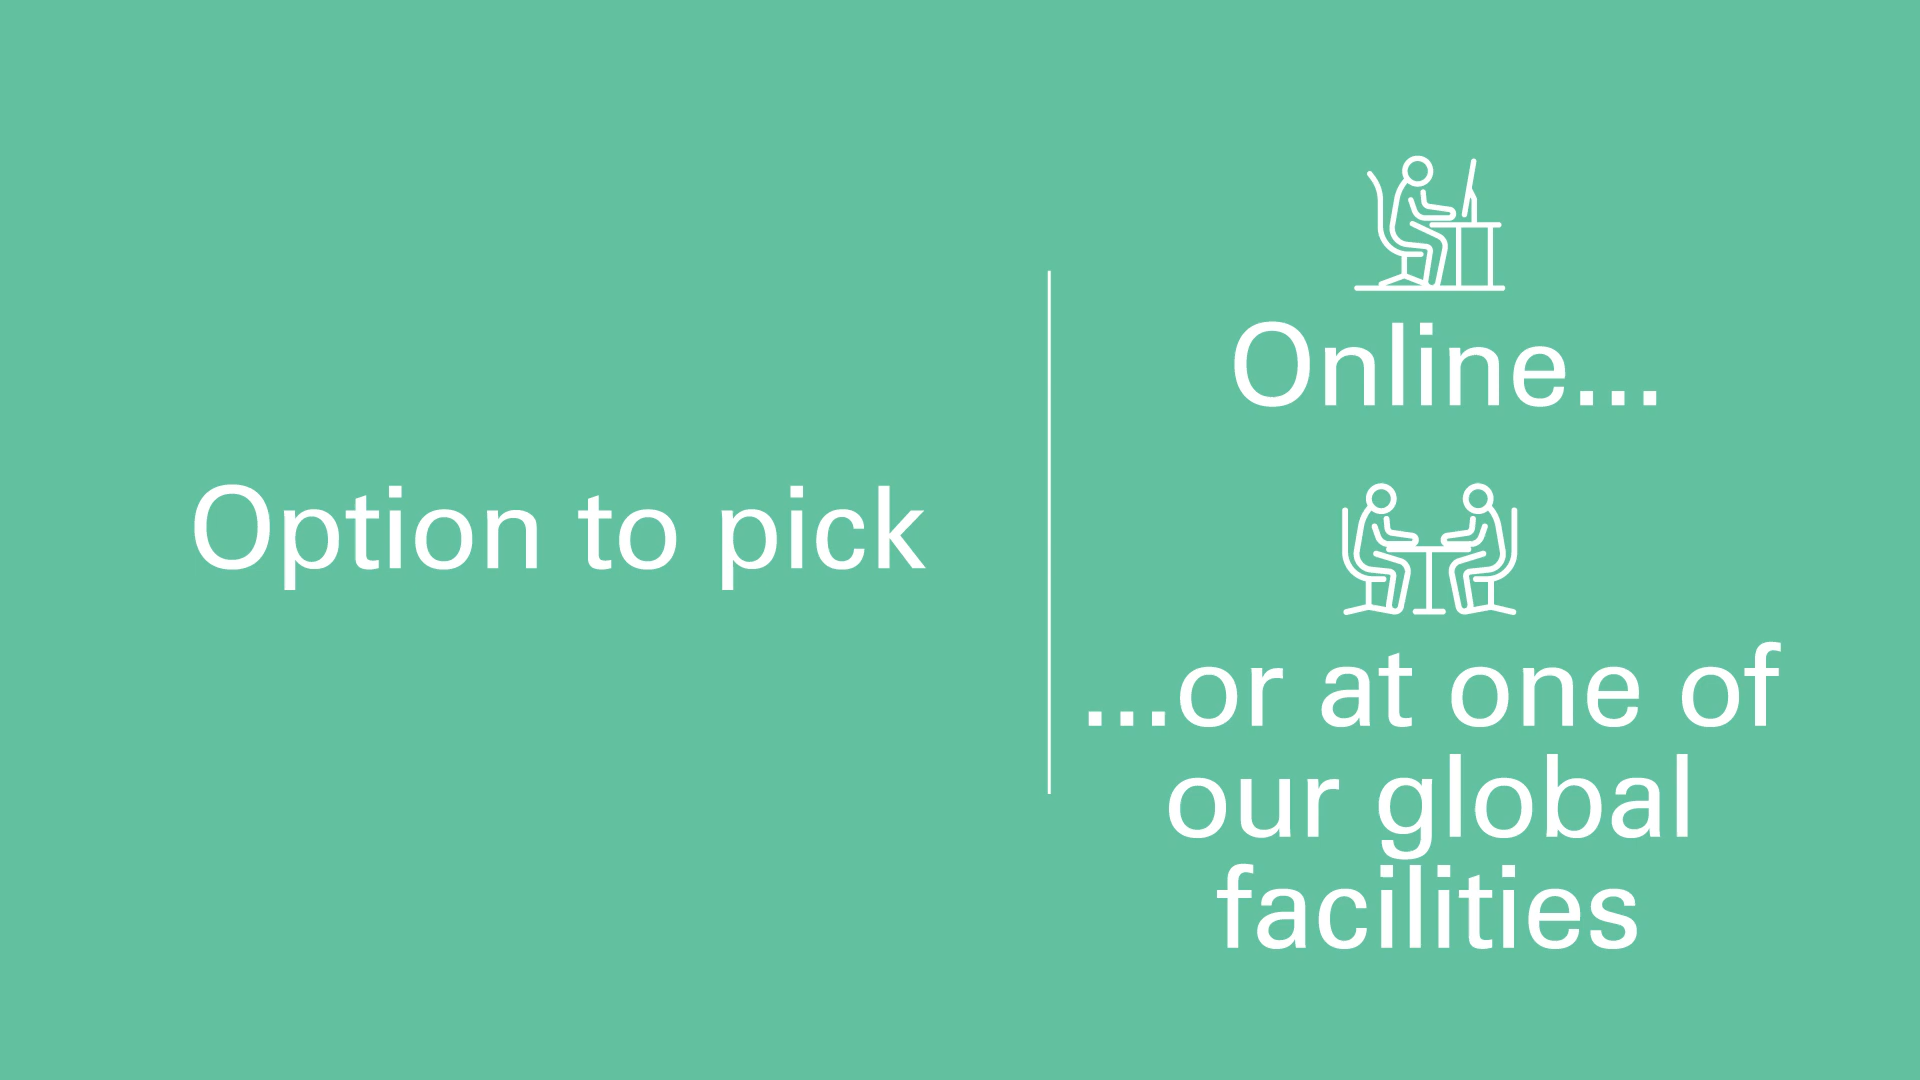 Option to pick
Online...
...or at one of
our global
facilities